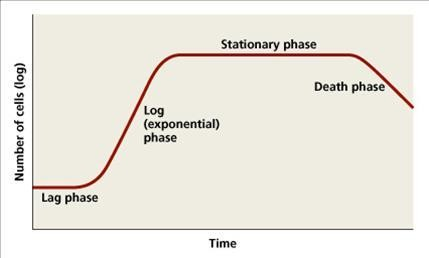 Stationary phase
Death phase
Log
(exponential)
phase
Lag phase
Number of cells (log)
Time